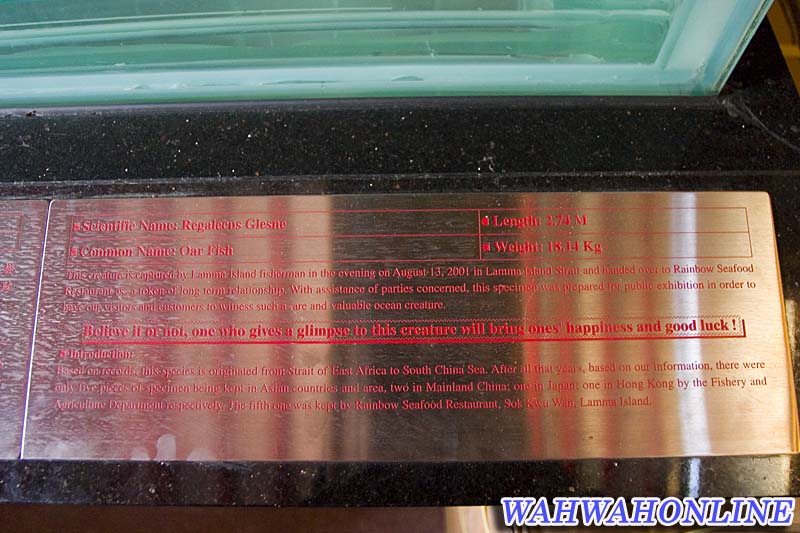 Scientific Name: Regalecus Glesne
Length: 2.74 M
Common Name: Oar Fish
Weight: 18.14 Kg
This creature is captured by Lamma Island fisherman in the evening on August 13, 2001 in Lamma Island Strait and handed over to Rainbow Seafood
Restaurant as a token of long term relationship. With assistance of parties concerned, this specimen was prepared for public exhibition in order to
have our visitors and customers to witness such a rare and valuable ocean creature.
Believe it or not, one who gives a glimpse to this creature will bring ones' happiness and good luck!
Introduction:
Based on records, this species is originated from Strait of East Africa to South China Sea. After all that years, based on our information, there were
only five pieces of specimen being kept in Asian countries and area, two in Mainland China; one in Japan; one in Hong Kong by the Fishery and
Agriculture Department respectively. The fifth one was kept by Rainbow Seafood Restaurant, Sok Kwu Wan, Lamma Island.
WAHWAHONLINE